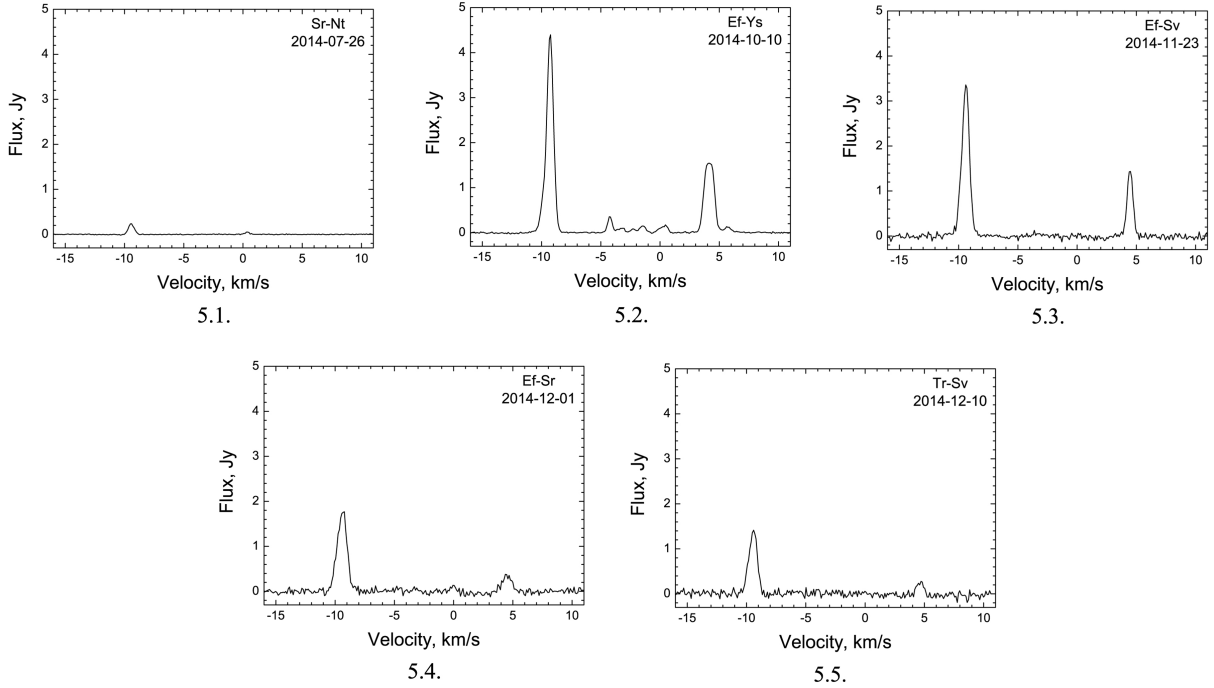 Sr-Nt
2014-07-26
5
4
3
2
1
0
Flux, Jy
-15 -10 -5 0 5 10
Velocity, km/s
5.1.
Ef-Ys
2014-10-10
5
4
3
2
1
0
Flux, Jy
-15 -10 -5 0 5 10
Velocity, km/s
5.2.
Ef-Sv
2014-11-23
5
4
3
2
1
0
Flux, Jy
-15 -10 -5 0 5 10
Velocity, km/s
5.3.
Ef-Sr
2014-12-01
5
4
3
2
1
0
Flux, Jy
-15 -10 -5 0 5 10
Velocity, km/s
5.4.
Tr-Sv
2014-12-10
5
4
3
2
1
0
Flux, Jy
-15 -10 -5 0 5 10
Velocity, km/s
5.5.